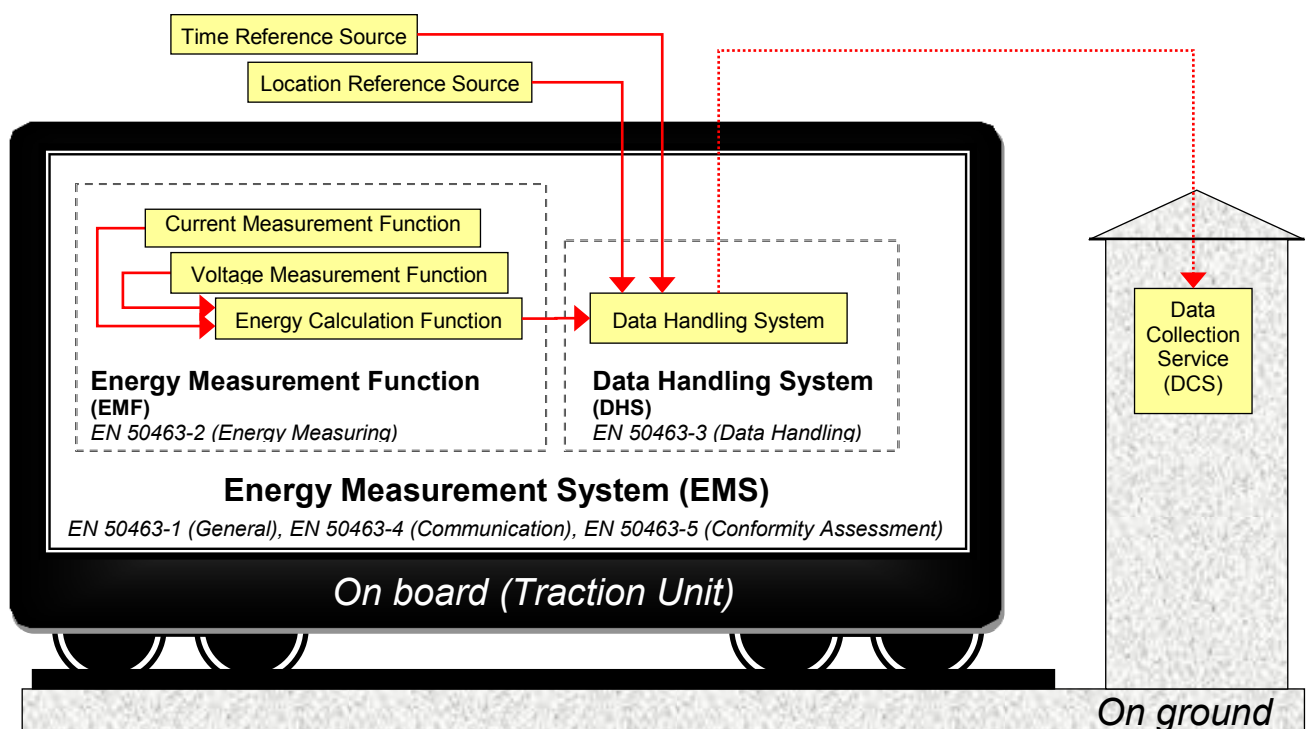 Time Reference Source
Location Reference Source
Current Measurement Function
Voltage Measurement Function
Energy Calculation Function
Data Handling System
Energy Measurement Function
(EMF)
EN 50463-2 (Energy Measuring)
Data Handling System
(DHS)
EN 50463-3 (Data Handling)
Energy Measurement System (EMS)
EN 50463-1 (General), EN 50463-4 (Communication), EN 50463-5 (Conformity Assessment)
On board (Traction Unit)
Data
Collection
Service
(DCS)
On ground